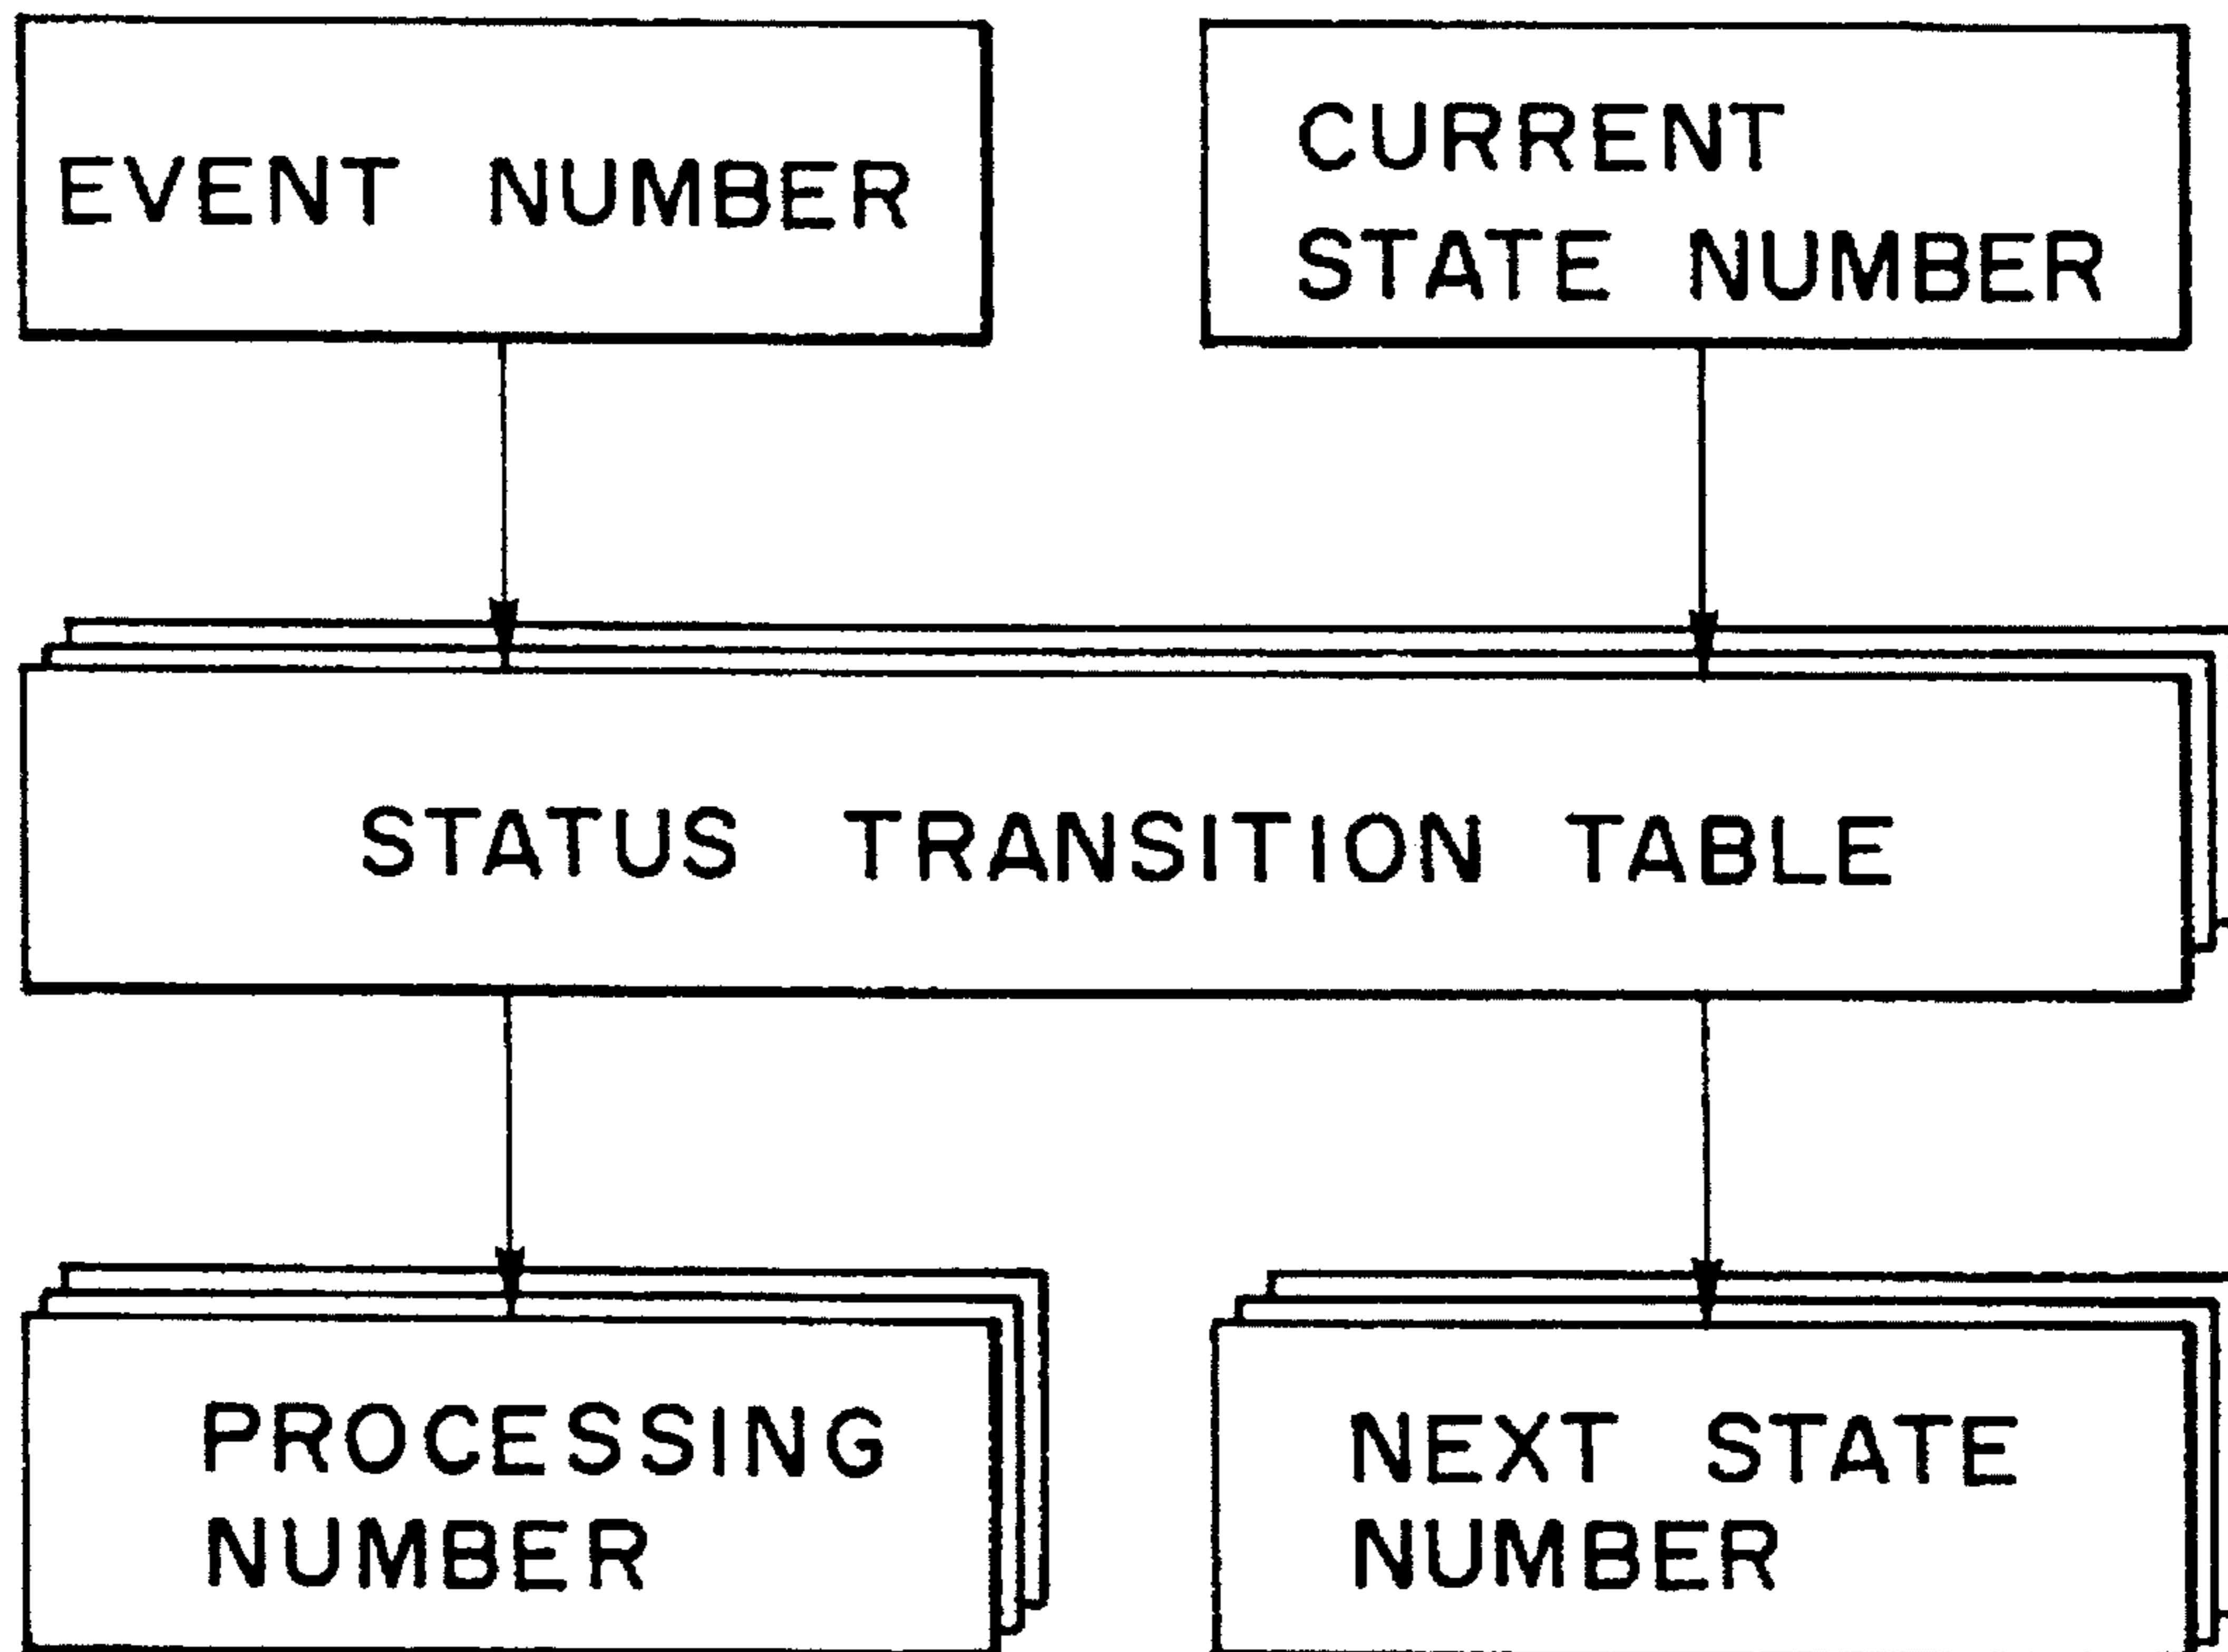 EVENT NUMBER
CURRENT
STATE NUMBER
STATUS TRANSITION TABLE
PROCESSING
NUMBER
NEXT STATE
NUMBER